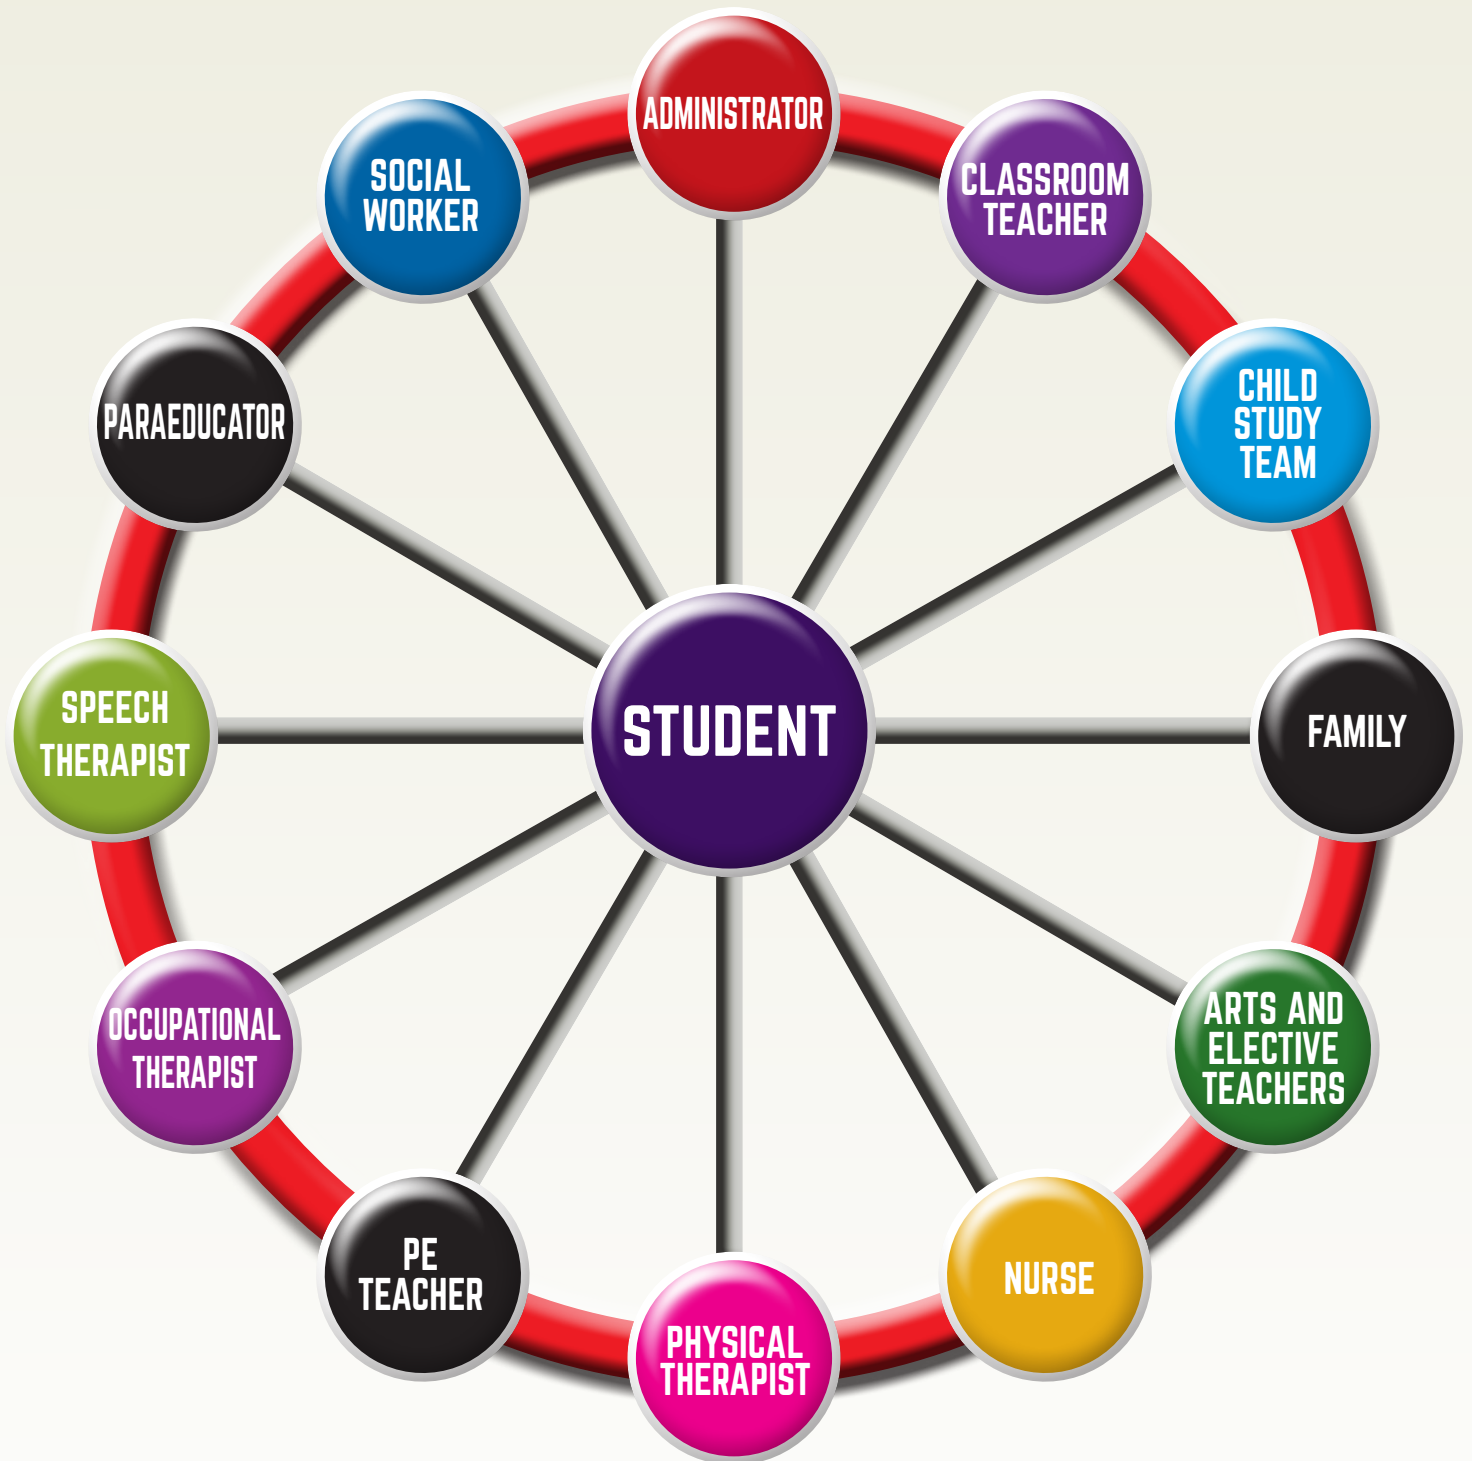 ADMINISTRATOR
CLASSROOM
TEACHER
CHILD
STUDY
TEAM
FAMILY
ARTS AND
ELECTIVE
TEACHERS
NURSE
PHYSICAL
THERAPIST
PE
TEACHER
OCCUPATIONAL
THERAPIST
SPEECH
THERAPIST
PARAEDUCATOR
SOCIAL
WORKER
STUDENT